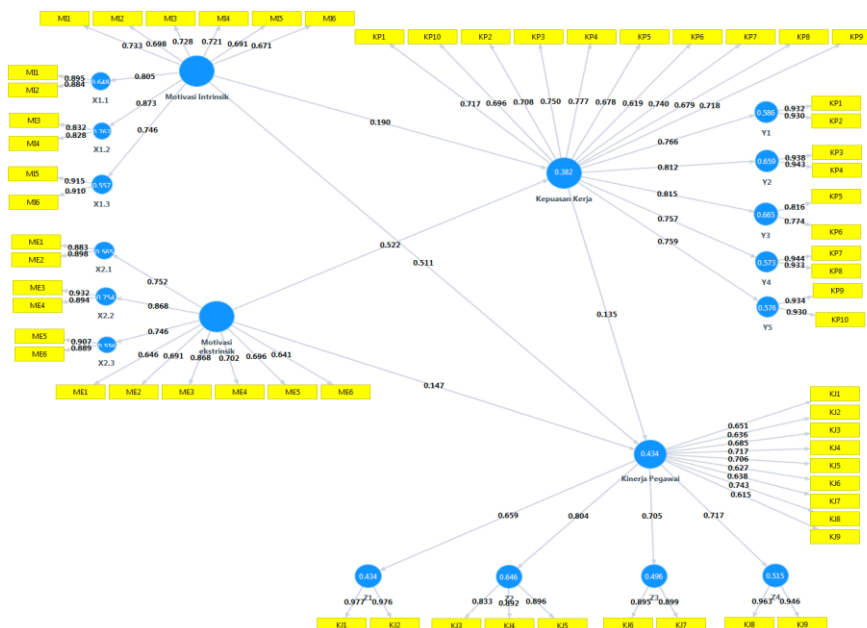 MI1 MI2 MI3 MI4 MI5 MI6
0.733 0.698 0.728 0.721 0.691 0.671
KP1 KP10 KP2 KP3 KP4 KP5 KP6 KP7 KP8 KP9
0.717 0.696 0.708 0.750 0.777 0.678 0.619 0.740 0.679 0.718
Motivasi Intrinsik
MI1
MI2
0.895
0.884
0.648
X1.1
0.805
MI3
MI4
0.832
0.828
0.762
X1.2
0.873
MI5
MI6
0.915
0.910
0.557
X1.3
0.746
0.190
0.382
Kepuasan Kerja
0.766
0.586
Y1
0.932
0.930
KP1
KP2
0.812
0.659
Y2
0.938
0.943
KP3
KP4
0.815
0.665
Y3
0.816
0.774
KP5
KP6
0.757
0.573
Y4
0.944
0.933
KP7
KP8
0.759
0.576
Y5
0.934
0.930
KP9
KP10
0.522
0.511
0.135
ME1
ME2
0.883
0.898
0.565
X2.1
0.752
ME3
ME4
0.932
0.894
0.754
X2.2
0.868
ME5
ME6
0.907
0.889
X2.3
0.746
Motivasi
ekstrinsik
0.646 0.691 0.868 0.702 0.696 0.641
ME1 ME2 ME3 ME4 ME5 ME6
0.147
0.434
Kinerja Pegawai
0.651
0.636
0.685
0.717
0.706
0.627
0.638
0.743
0.615
KJ1
KJ2
KJ3
KJ4
KJ5
KJ6
KJ7
KJ8
KJ9
0.659 0.804 0.705 0.717
0.434 0.646 0.496 0.515
Z1 Z2 Z3 Z4
0.977 0.976 0.833 0.892 0.896 0.895 0.899 0.963 0.946
KJ1 KJ2 KJ3 KJ4 KJ5 KJ6 KJ7 KJ8 KJ9